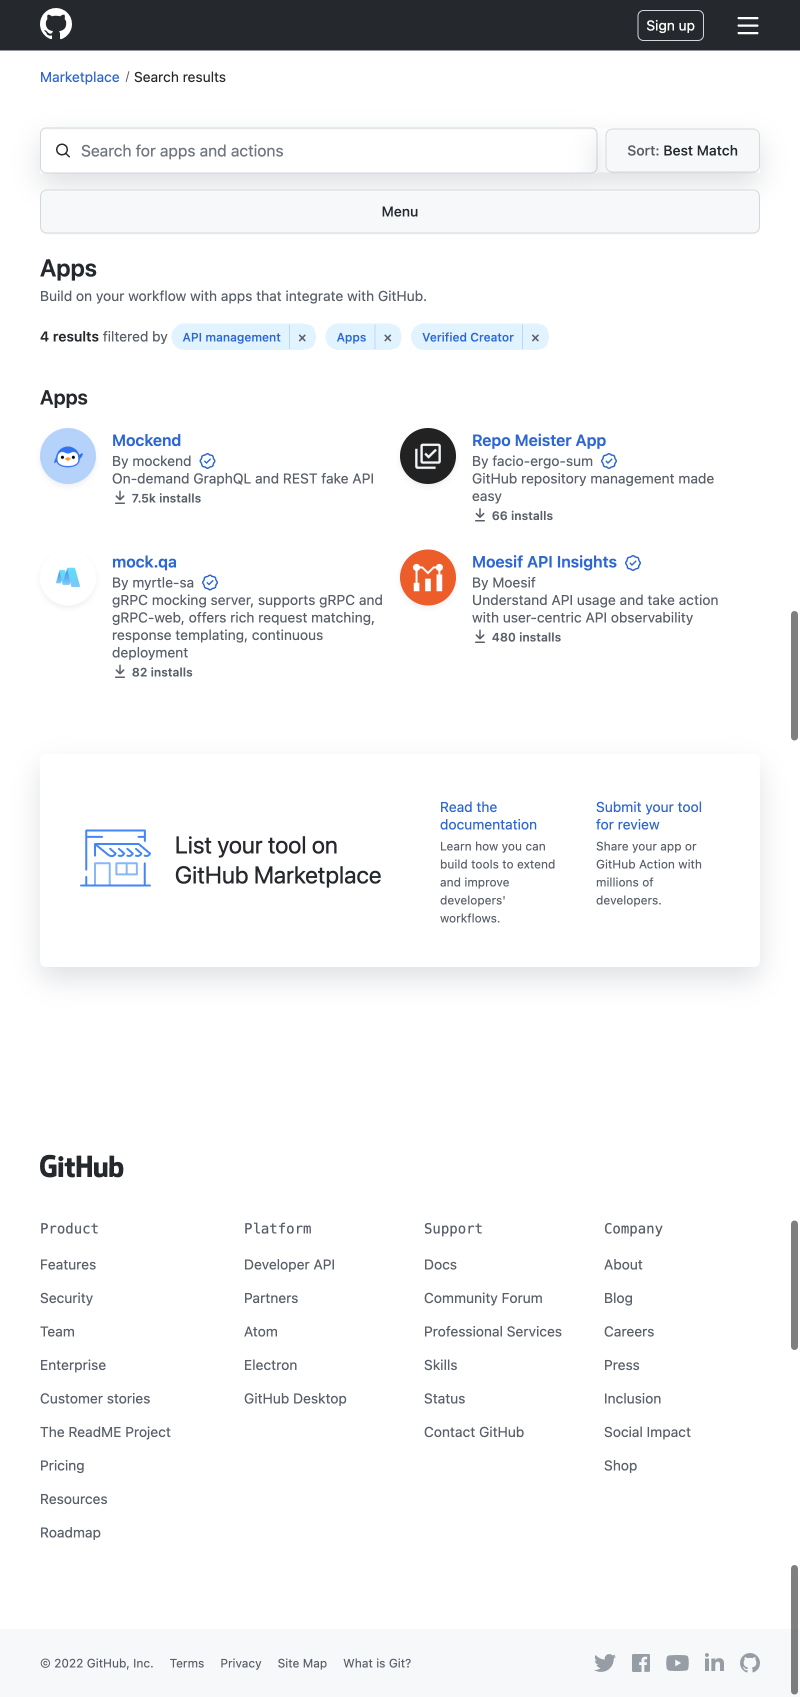 Sign up
Marketplace / Search results
Search for apps and actions
Sort: Best Match
Menu
Apps
Build on your workflow with apps that integrate with GitHub.
4 results filtered by API management × Apps × Verified Creator ×
Apps
Mockend
By mockend
On-demand GraphQL and REST fake API
7.5k installs
Repo Meister App
By facio-ergo-sum
GitHub repository management made
easy
66 installs
mock.qa
By myrtle-sa
gRPC mocking server, supports gRPC and
gRPC-web, offers rich request matching,
response templating, continuous
deployment
82 installs
Moesif API Insights
By Moesif
Understand API usage and take action
with user-centric API observability
480 installs
List your tool on
GitHub Marketplace
Read the
documentation
Learn how you can
build tools to extend
and improve
developers'
workflows.
Submit your tool
for review
Share your app or
GitHub Action with
millions of
developers.
GitHub
Product
Features
Security
Team
Enterprise
Customer stories
The ReadME Project
Pricing
Resources
Roadmap
Platform
Developer API
Partners
Atom
Electron
GitHub Desktop
Support
Docs
Community Forum
Professional Services
Skills
Status
Contact GitHub
Company
About
Blog
Careers
Press
Inclusion
Social Impact
Shop
© 2022 GitHub, Inc. Terms Privacy Site Map What is Git?